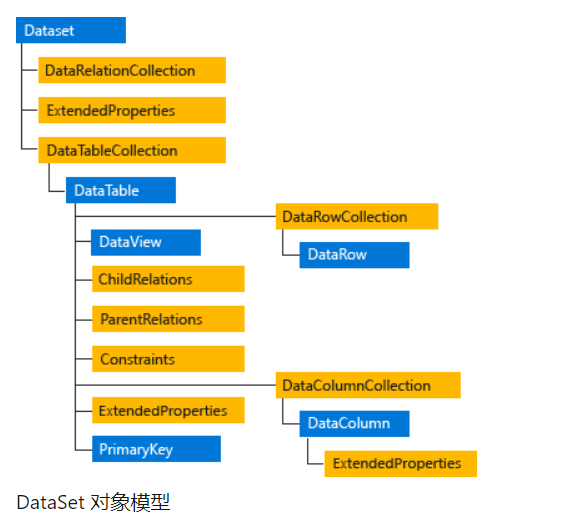 Dataset
DataRelationCollection
ExtendedProperties
DataTableCollection
DataTable
DataRowCollection
DataView
DataRow
ChildRelations
ParentRelations
Constraints
DataColumnCollection
ExtendedProperties
DataColumn
PrimaryKey
ExtendedProperties
DataSet 对象模型